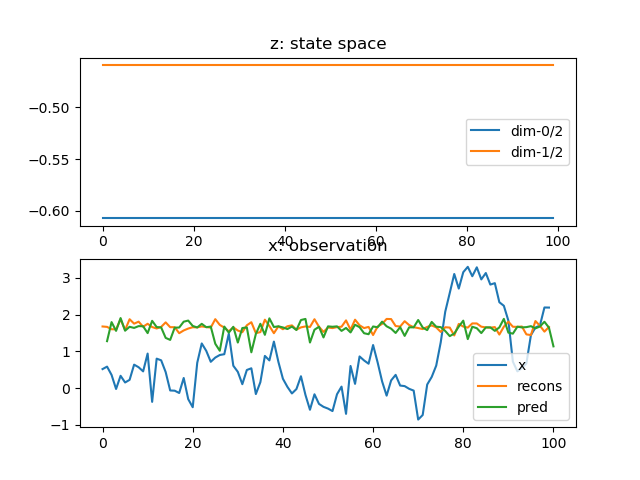 z: state space
−0.50
−0.55
−0.60
dim-0/2
dim-1/2
0 20 40 60 80 100
x: observation
3
2
1
0
−1
x
recons
pred
0 20 40 60 80 100